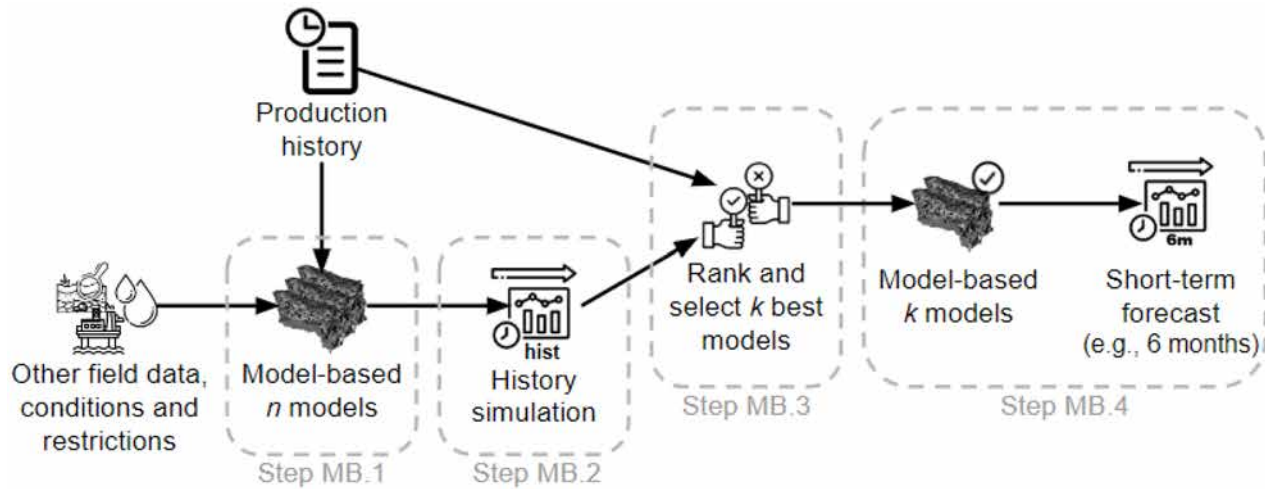 Production
history
Other field data,
conditions and
restrictions
Model-based
n models
Step MB.1
hist
History
simulation
Step MB.2
Rank and
select k best
models
Step MB.3
Model-based
k models
6m
Short-term
forecast
(e.g., 6 months)
Step MB.4